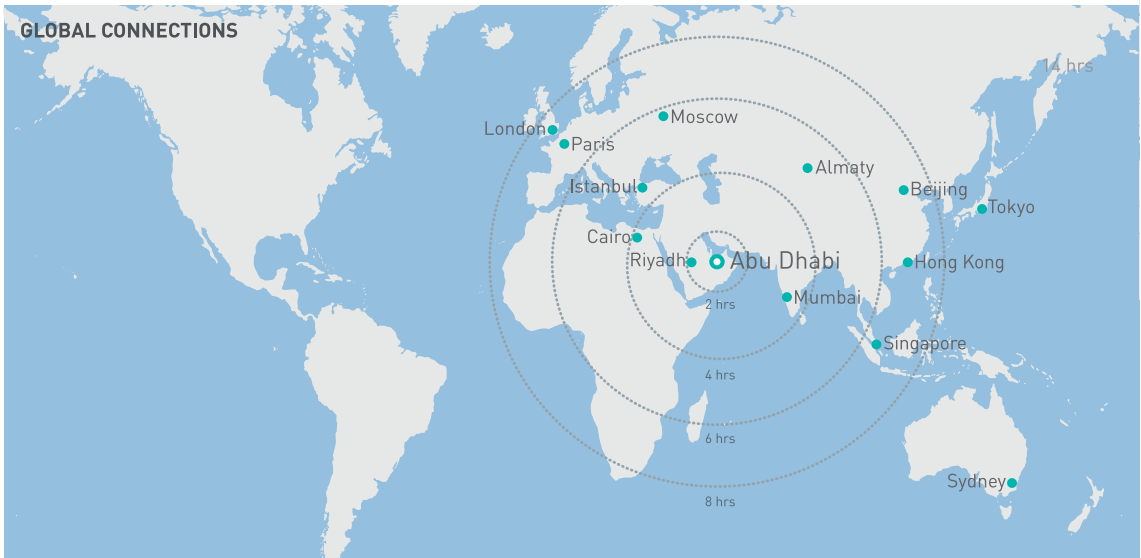 GLOBAL CONNECTIONS
14 hrs
Moscow
London
Paris
Almaty
Istanbul
Beijing
Tokyo
Cairo
Riyadh
Abu Dhabi
Hong Kong
Mumbai
2 hrs
Singapore
4 hrs
6 hrs
Sydney
8 hrs